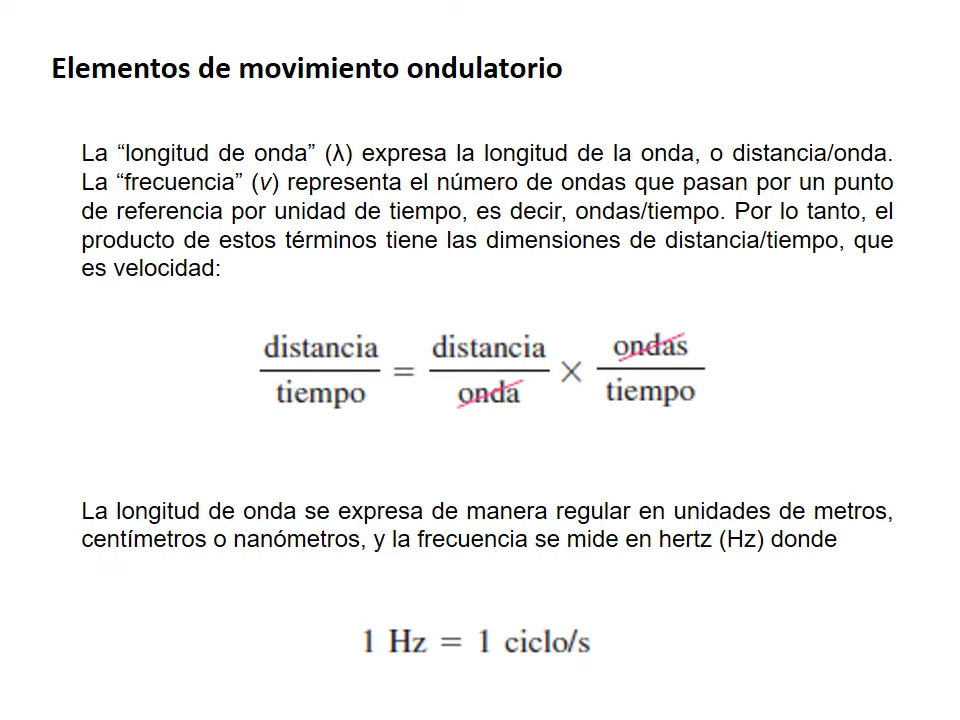 Elementos de movimiento ondulatorio
La “longitud de onda” (λ) expresa la longitud de la onda, o distancia/onda.
La “frecuencia” (v) representa el número de ondas que pasan por un punto
de referencia por unidad de tiempo, es decir, ondas/tiempo. Por lo tanto, el
producto de estos términos tiene las dimensiones de distancia/tiempo, que
es velocidad:
distancia/tiempo = distancia/onda × ondas/tiempo
La longitud de onda se expresa de manera regular en unidades de metros,
centímetros o nanómetros, y la frecuencia se mide en hertz (Hz) donde
1 Hz = 1 ciclo/s